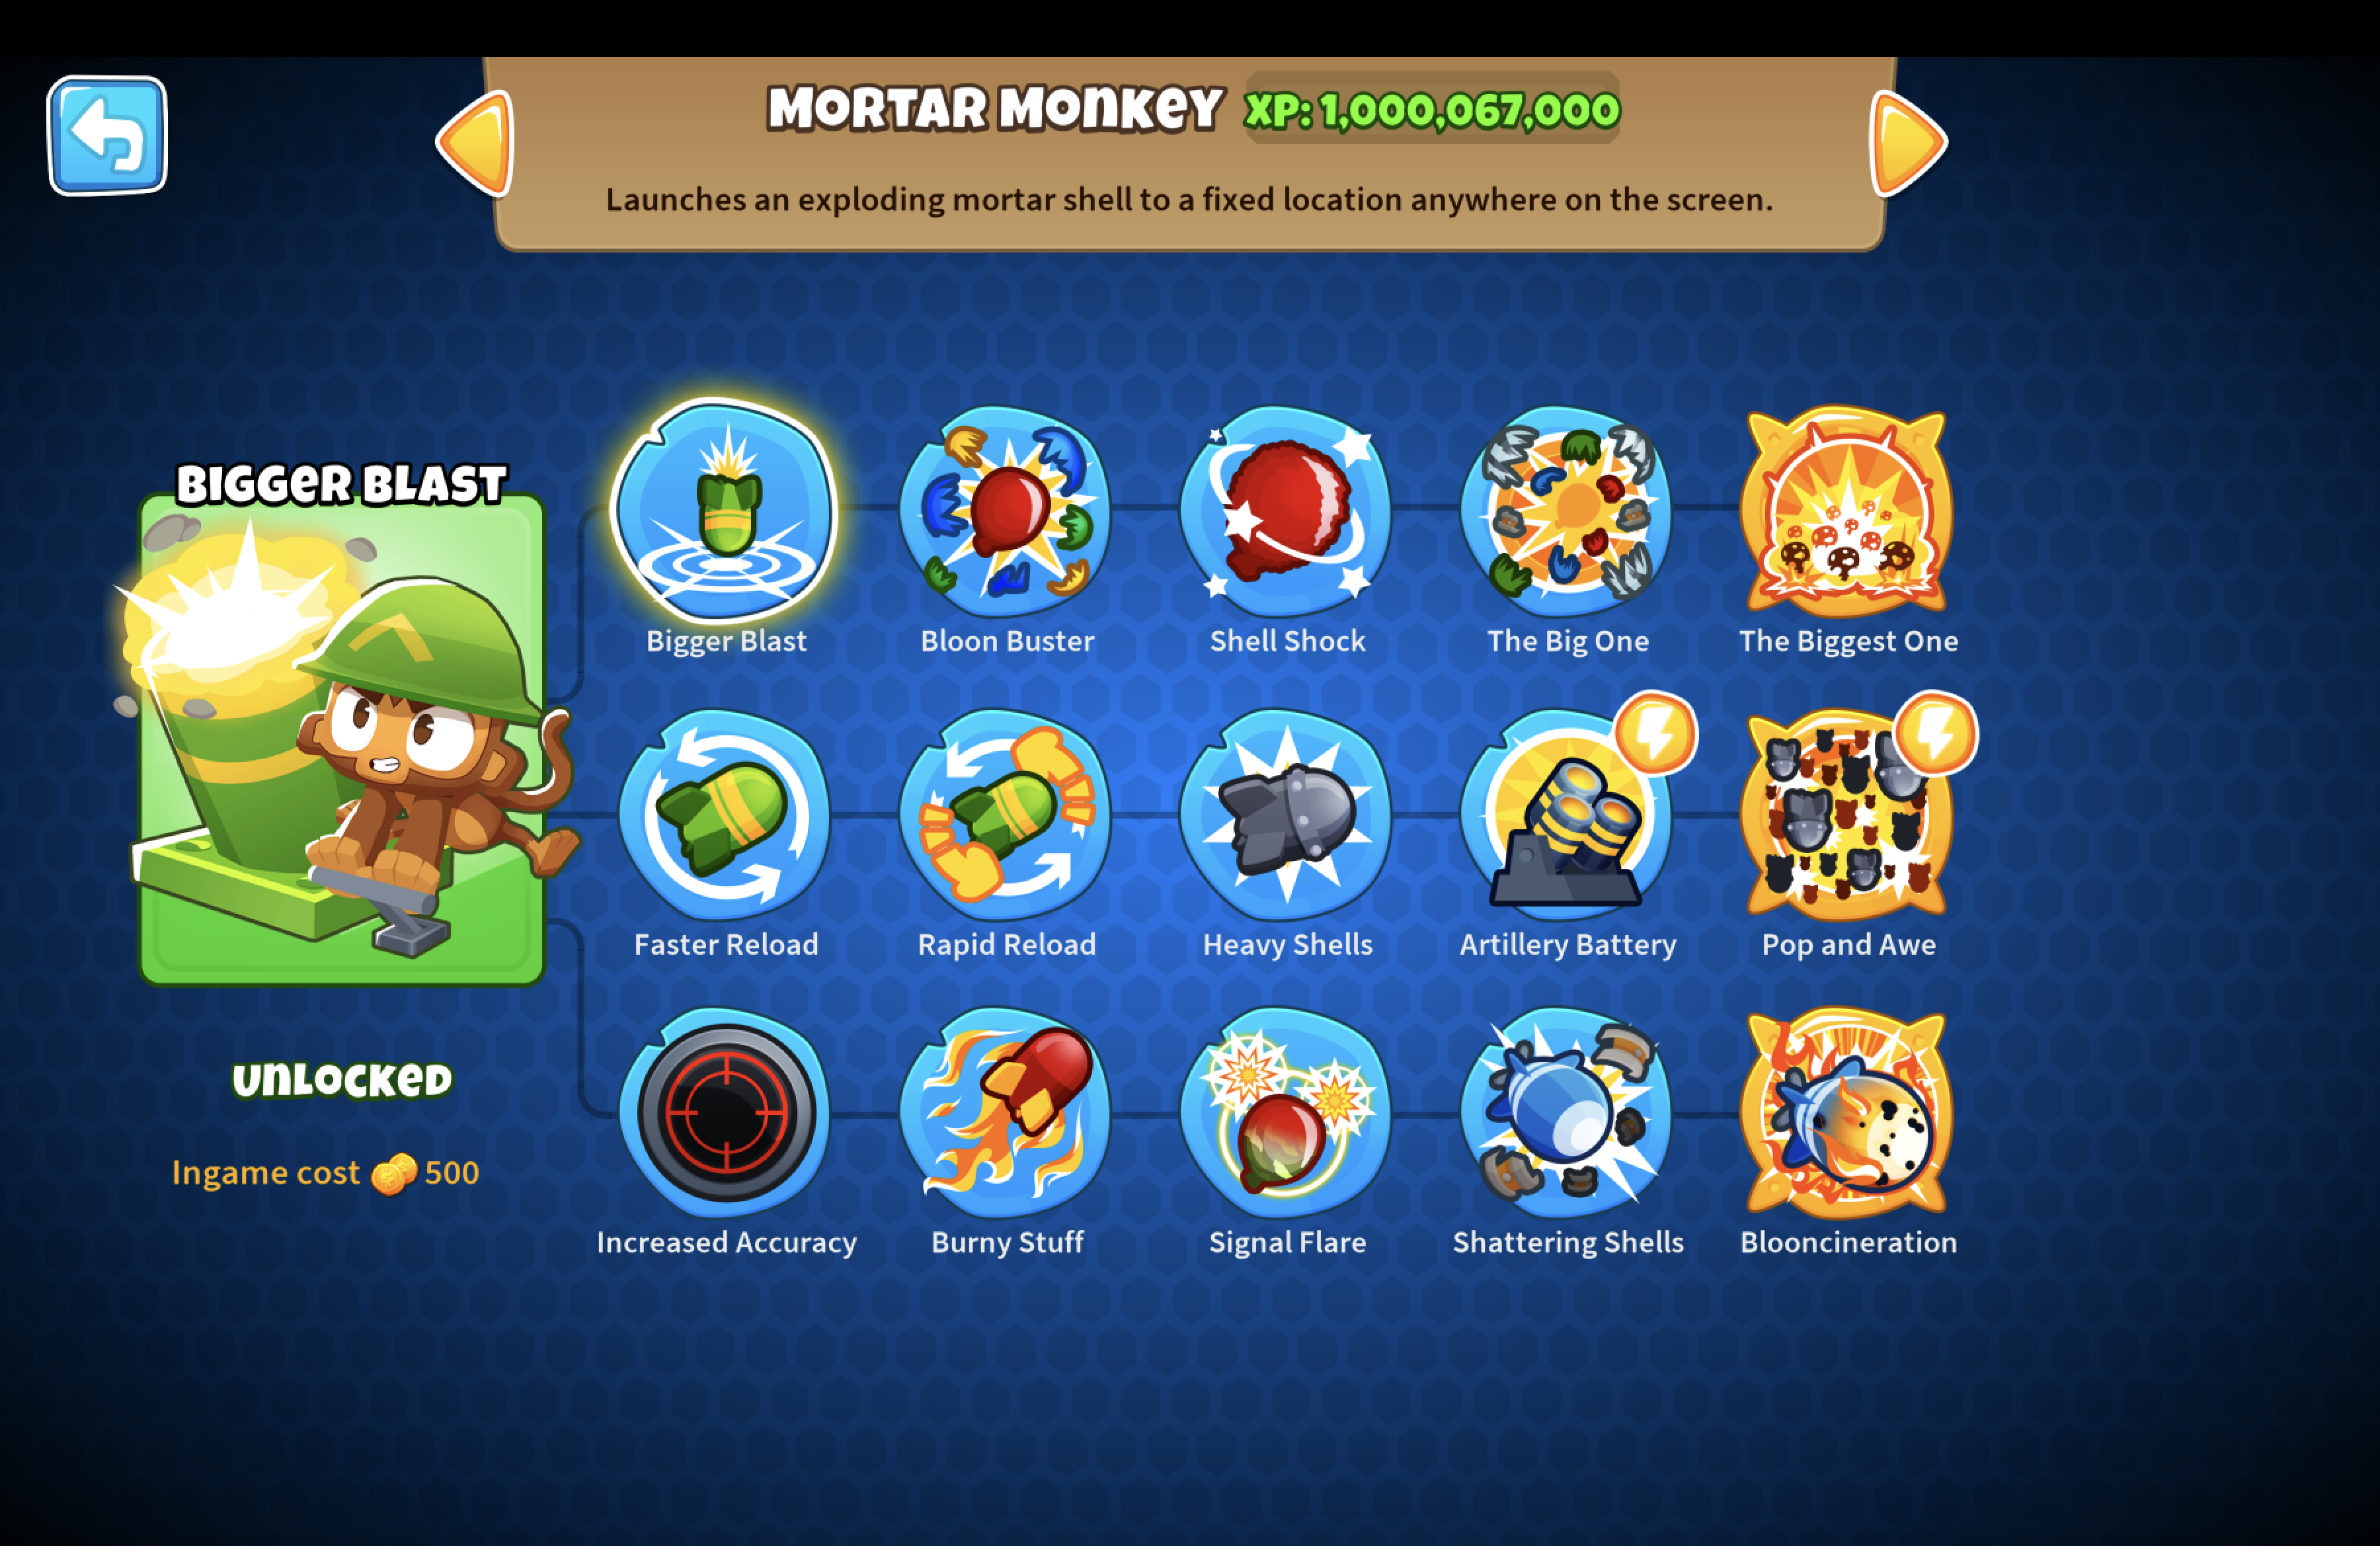 MORTAR MONKEY XP: 1,000,067,000
Launches an exploding mortar shell to a fixed location anywhere on the screen.
BIGGER BLAST
Bigger Blast
Bloon Buster
Shell Shock
The Big One
The Biggest One
Faster Reload
Rapid Reload
Heavy Shells
Artillery Battery
Pop and Awe
UNLOCKED
Ingame cost 500
Increased Accuracy
Burny Stuff
Signal Flare
Shattering Shells
Blooncineration